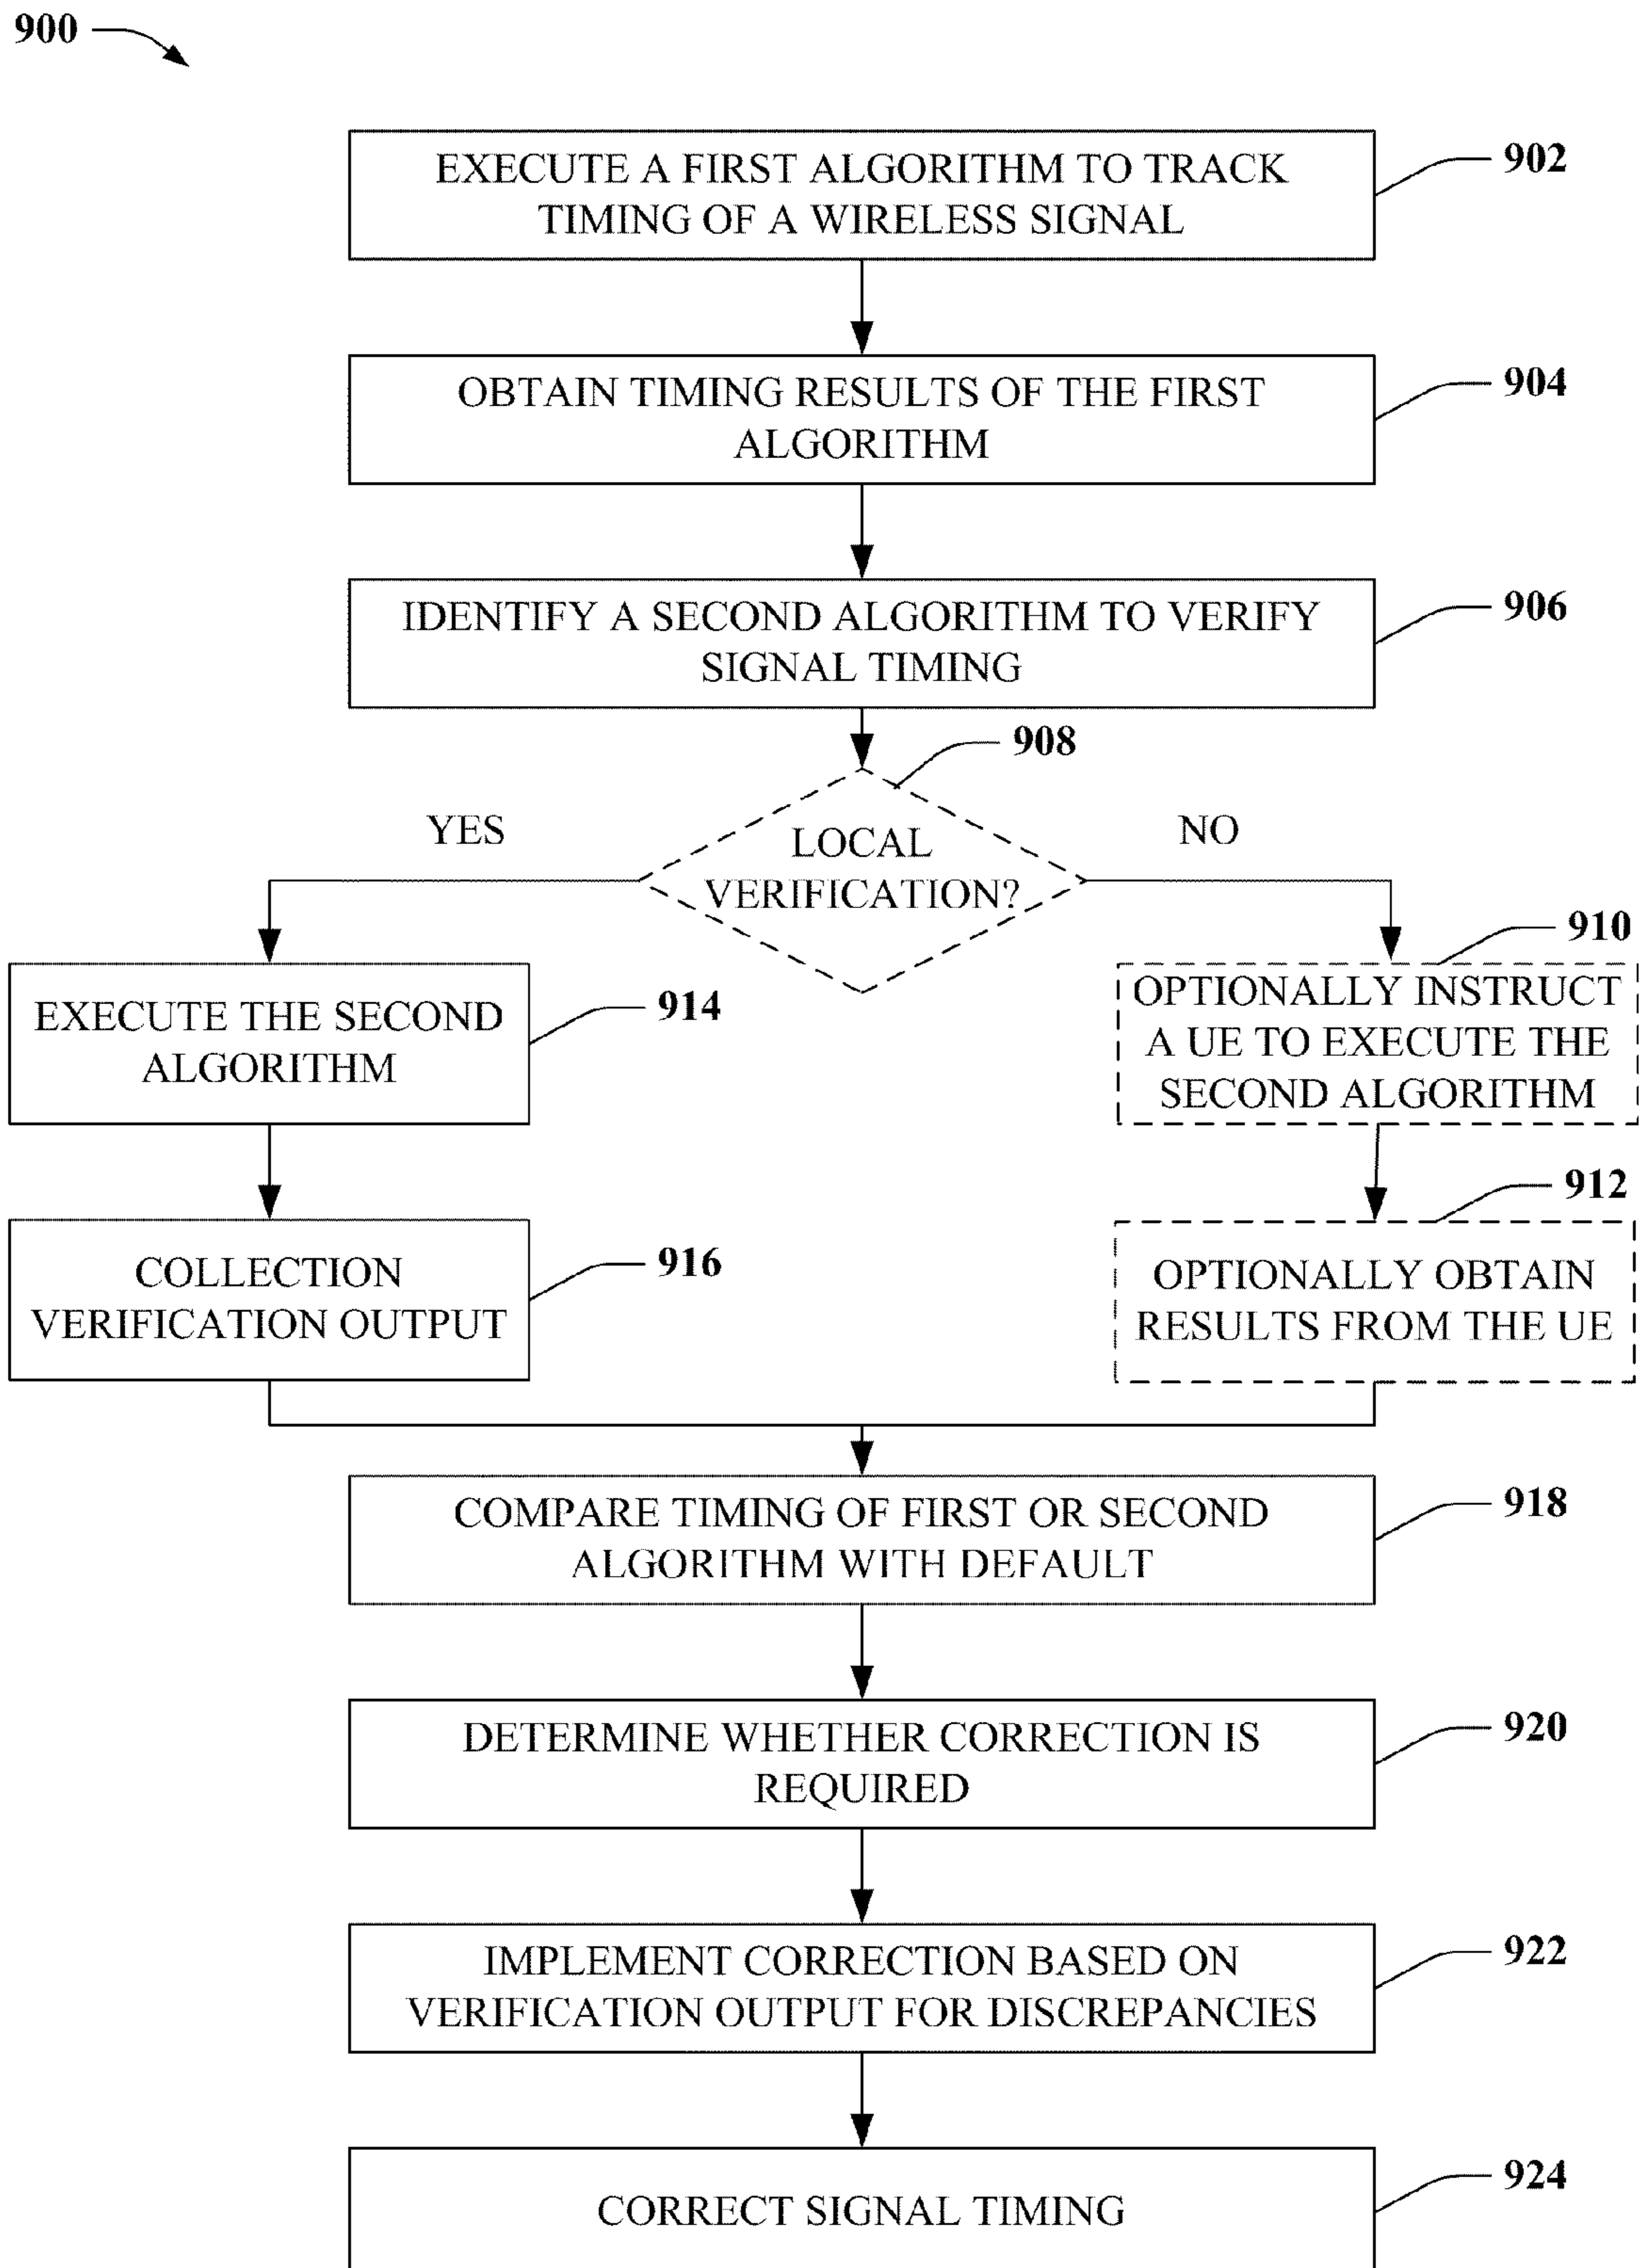 900
EXECUTE A FIRST ALGORITHM TO TRACK
TIMING OF A WIRELESS SIGNAL
902
OBTAIN TIMING RESULTS OF THE FIRST
ALGORITHM
904
IDENTIFY A SECOND ALGORITHM TO VERIFY
SIGNAL TIMING
906
908
LOCAL
VERIFICATION?
YES
NO
EXECUTE THE SECOND
ALGORITHM
914
910
OPTIONALLY INSTRUCT
A UE TO EXECUTE THE
SECOND ALGORITHM
COLLECTION
VERIFICATION OUTPUT
916
912
OPTIONALLY OBTAIN
RESULTS FROM THE UE
COMPARE TIMING OF FIRST OR SECOND
ALGORITHM WITH DEFAULT
918
DETERMINE WHETHER CORRECTION IS
REQUIRED
920
IMPLEMENT CORRECTION BASED ON
VERIFICATION OUTPUT FOR DISCREPANCIES
922
CORRECT SIGNAL TIMING
924